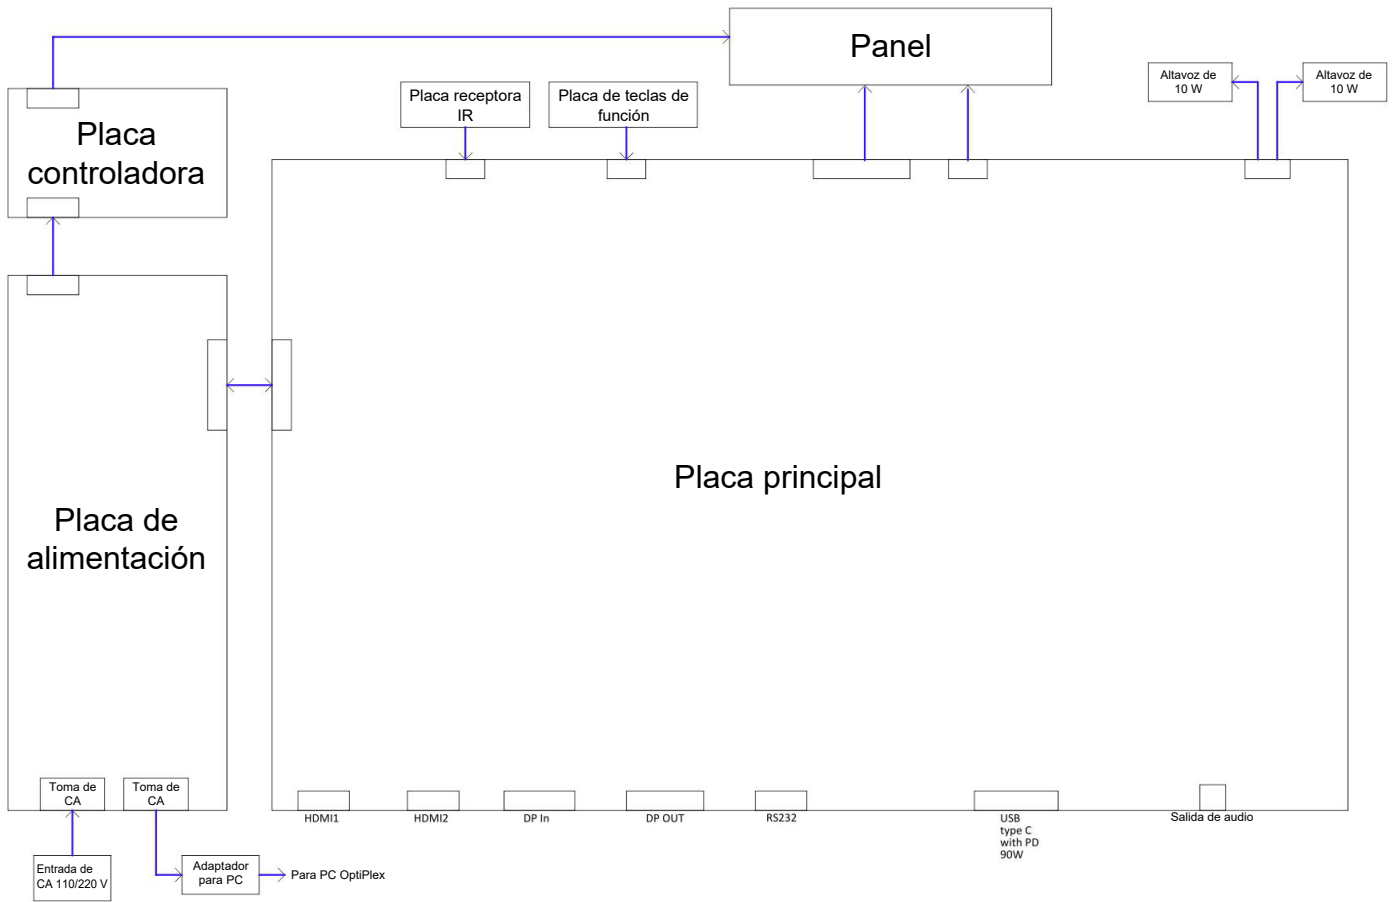 Panel
Altavoz de
10 W
Altavoz de
10 W
Placa receptora
IR
Placa de teclas de
función
Placa
controladora
Placa principal
Placa de
alimentación
Toma de
CA
Toma de
CA
HDMI1
HDMI2
DP In
DP OUT
RS232
USB
type C
with PD
90W
Salida de audio
Entrada de
CA 110/220 V
Adaptador
para PC
Para PC OptiPlex